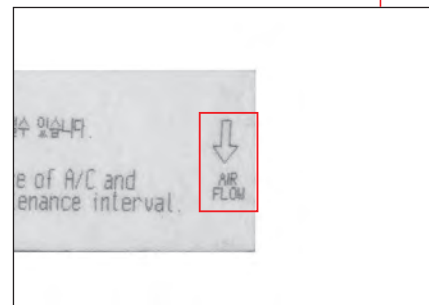 수 있습니다.
e of A/C and
enance interval.
AIR
FLOW